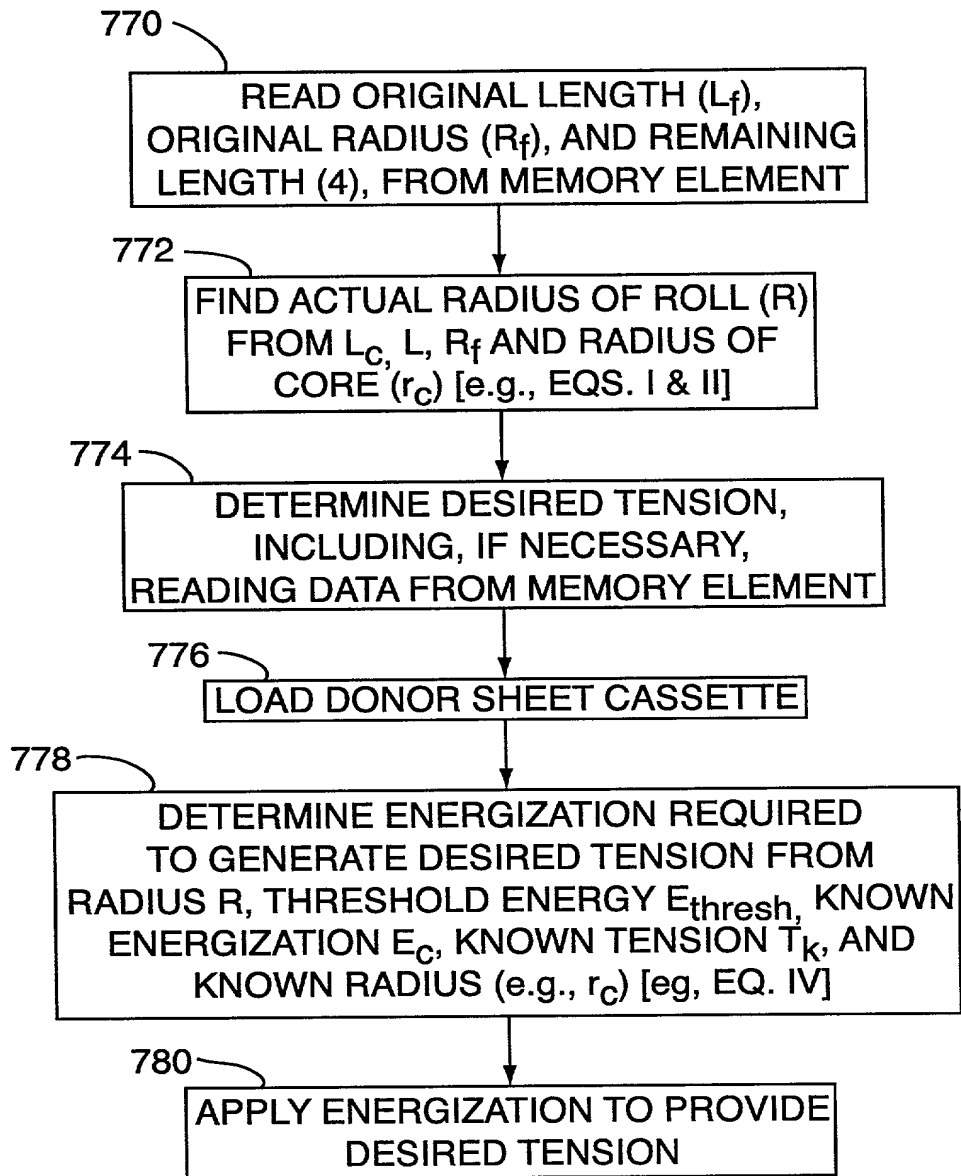 770
READ ORIGINAL LENGTH (Lf),
ORIGINAL RADIUS (Rf), AND REMAINING
LENGTH (4), FROM MEMORY ELEMENT
772
FIND ACTUAL RADIUS OF ROLL (R)
FROM Lc, L, Rf AND RADIUS OF
CORE (rc) [e.g., EQS. I & II]
774
DETERMINE DESIRED TENSION,
INCLUDING, IF NECESSARY,
READING DATA FROM MEMORY ELEMENT
776
LOAD DONOR SHEET CASSETTE
778
DETERMINE ENERGIZATION REQUIRED
TO GENERATE DESIRED TENSION FROM
RADIUS R, THRESHOLD ENERGY Ethresh, KNOWN
ENERGIZATION Ec, KNOWN TENSION Tk, AND
KNOWN RADIUS (e.g., rc) [eg, EQ. IV]
780
APPLY ENERGIZATION TO PROVIDE
DESIRED TENSION